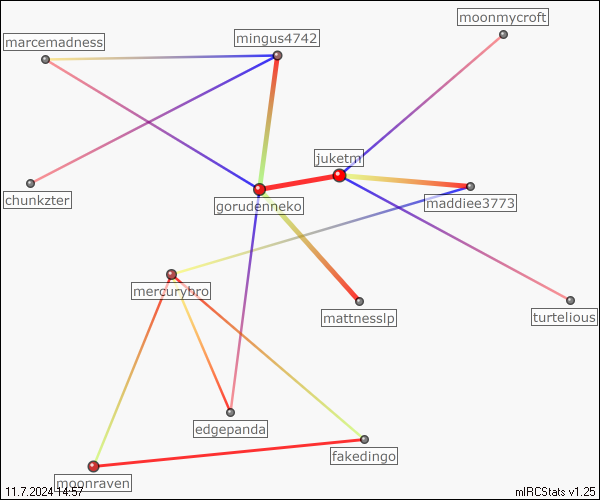 moonmycroft
mingus4742
marcemadness
juketm
chunkzter
maddiee3773
gorudenneko
mercurybro
mattnesslp
turtelious
edgepanda
fakedingo
moonraven
11.7.2024 14:57
mIRCStats v1.25